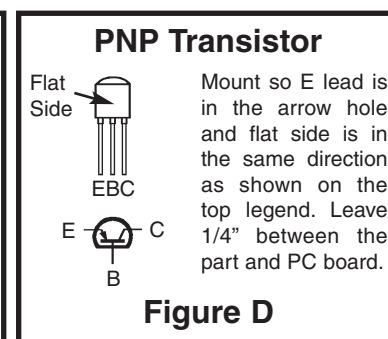 PNP Transistor
Flat
Side
Mount so E lead is
in the arrow hole
and flat side is in
the same direction
as shown on the
top legend. Leave
1/4” between the
part and PC board.
EBC
E
C
B
Figure D